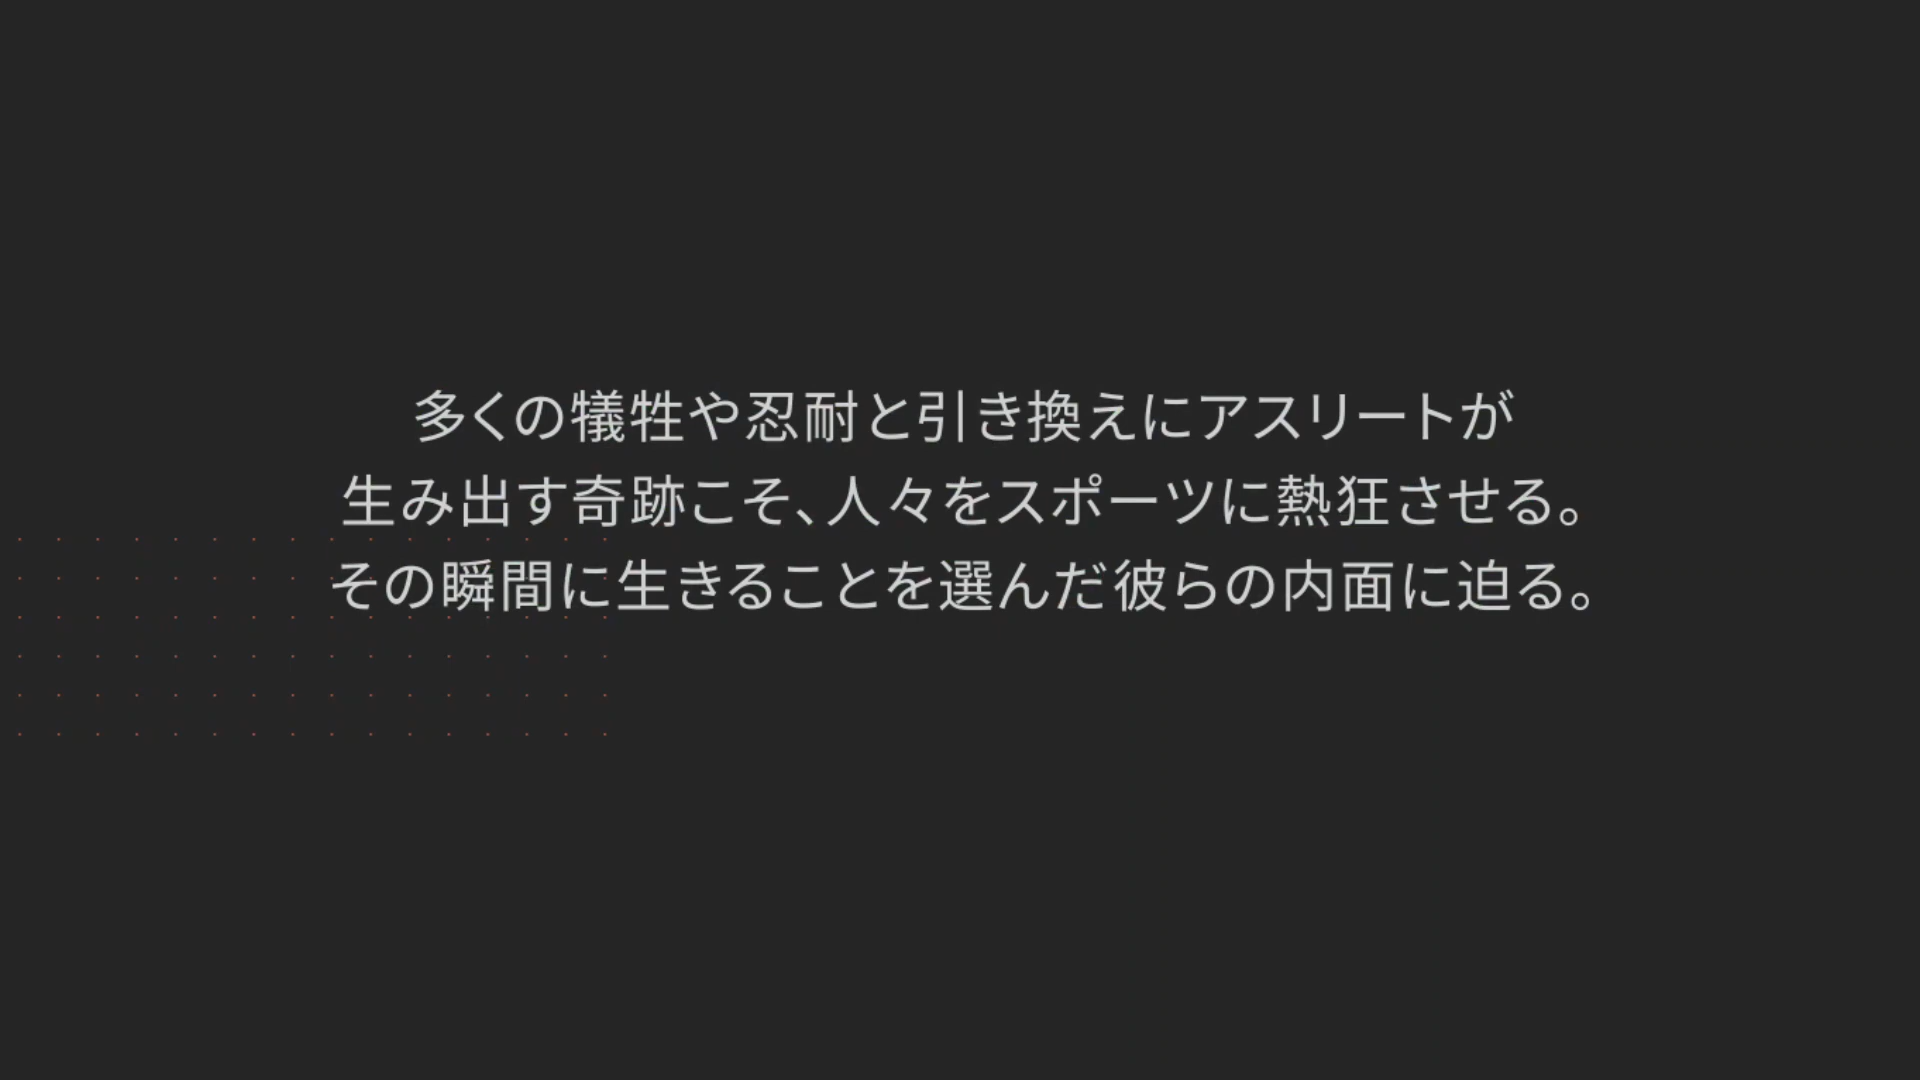 多くの犠牲や忍耐と引き換えにアスリートが
生み出す奇跡こそ、人々をスポーツに熱狂させる。
その瞬間に生きることを選んだ彼らの内面に迫る。